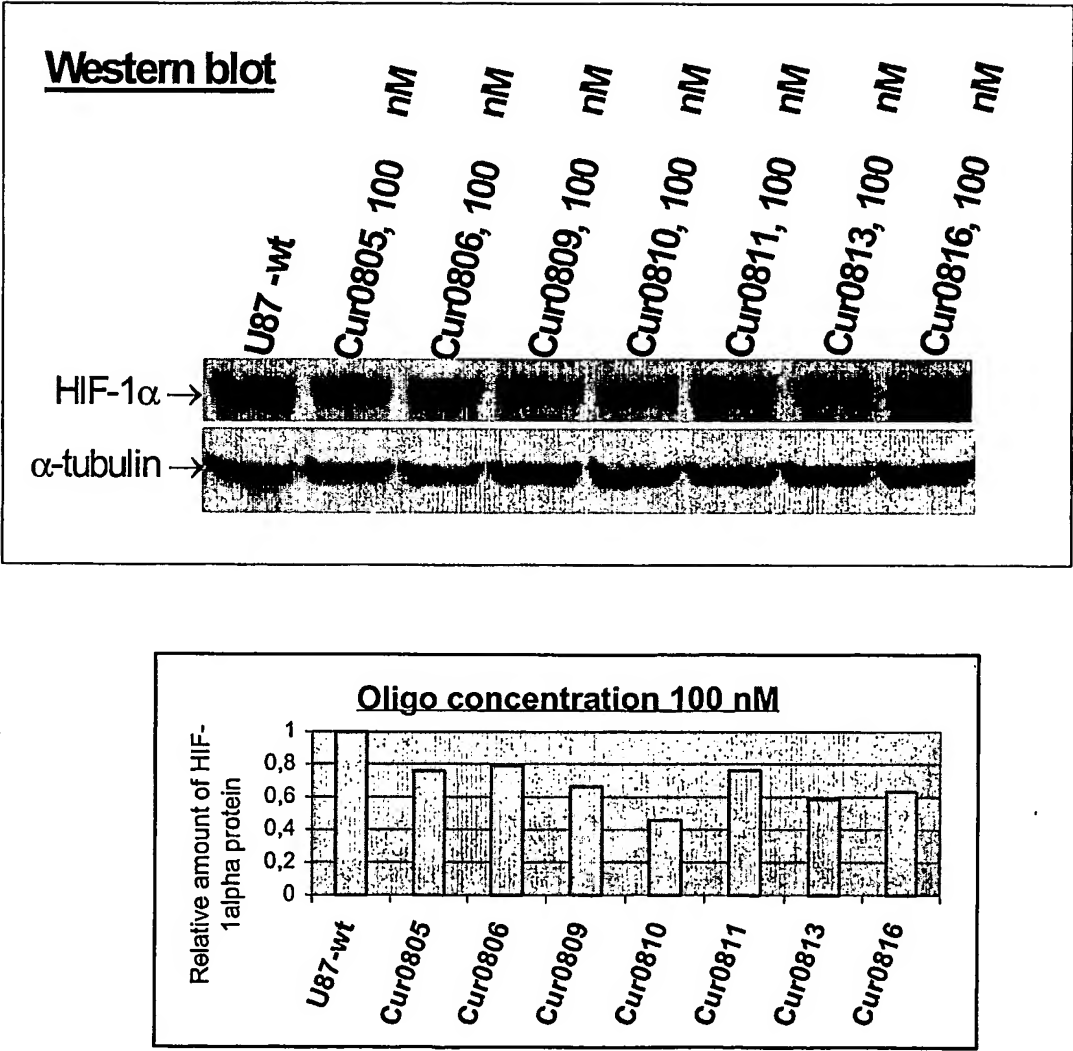 Western blot
U87 -wt
Cur0805, 100 nM
Cur0806, 100 nM
Cur0809, 100 nM
Cur0810, 100 nM
Cur0811, 100 nM
Cur0813, 100 nM
Cur0816, 100 nM
HIF-1α→
α-tubulin→
Oligo concentration 100 nM
Relative amount of HIF-
1alpha protein
1
0,8
0,6
0,4
0,2
0
U87-wt
Cur0805
Cur0806
Cur0809
Cur0810
Cur0811
Cur0813
Cur0816